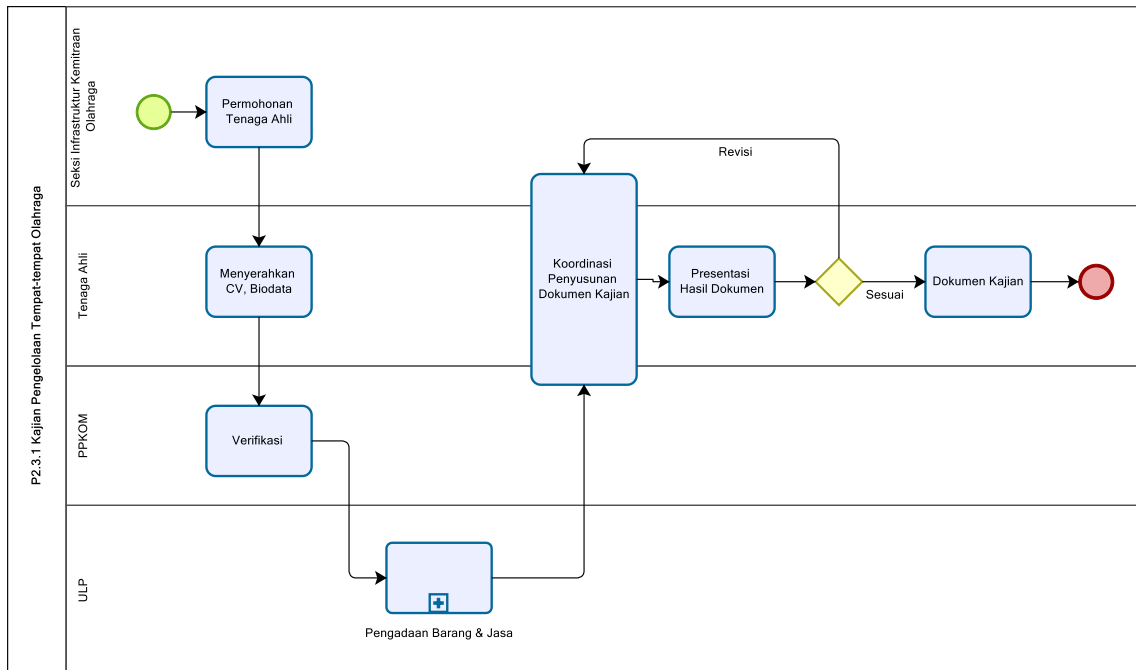 P2.3.1 Kajian Pengelolaan Tempat-tempat Olahraga
Seksi Infrastruktur Kemitraan
Olahraga
Permohonan
Tenaga Ahli
Revisi
Tenaga Ahli
Menyerahkan
CV, Biodata
Koordinasi
Penyusunan
Dokumen Kajian
Presentasi
Hasil Dokumen
Sesuai
Dokumen Kajian
PPKOM
Verifikasi
ULP
Pengadaan Barang & Jasa